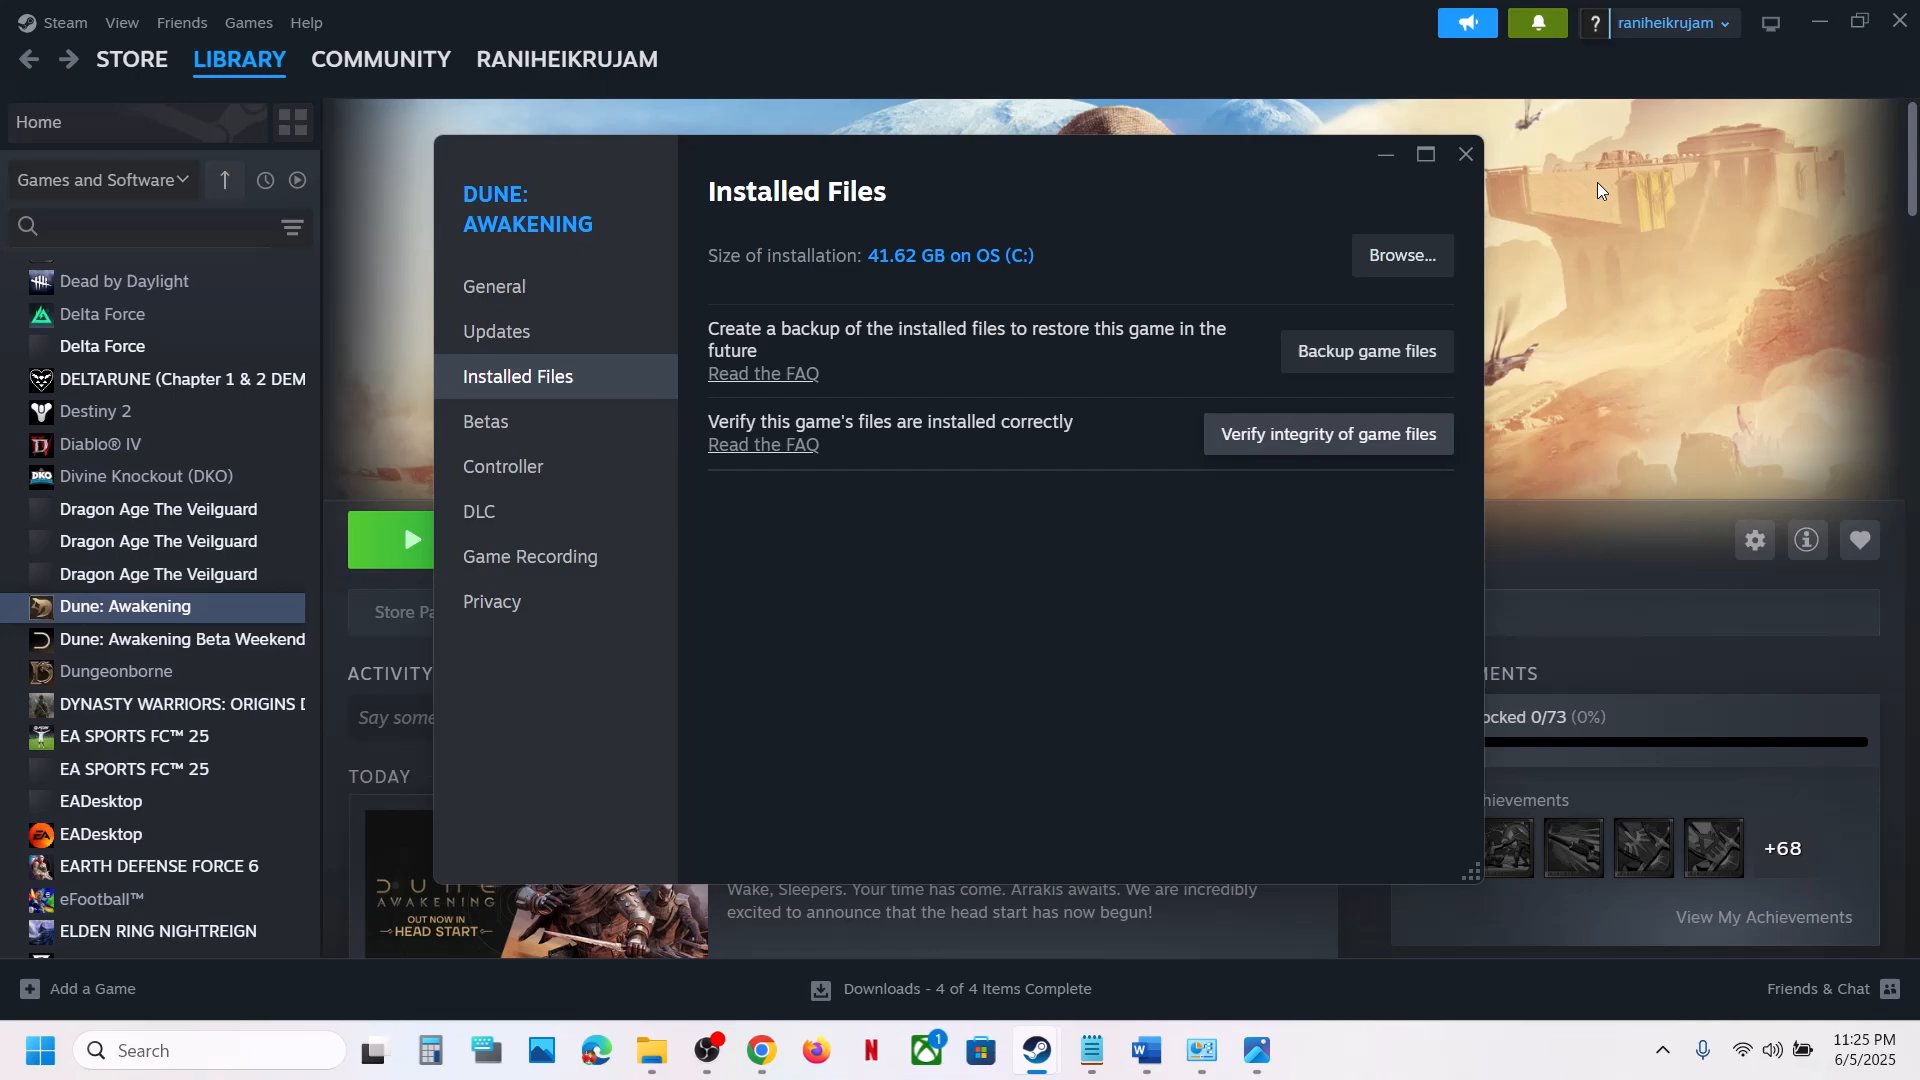 Steam View Friends Games Help
raniheikrujam
STORE LIBRARY COMMUNITY RANIHEIKRUJAM
Home
Games and Software
Dead by Daylight
Delta Force
Delta Force
DELTARUNE (Chapter 1 & 2 DEM
Destiny 2
Diablo® IV
Divine Knockout (DKO)
Dragon Age The Veilguard
Dragon Age The Veilguard
Dragon Age The Veilguard
Dune: Awakening
Dune: Awakening Beta Weekend
Dungeonborne
DYNASTY WARRIORS: ORIGINS D
EA SPORTS FC™ 25
EA SPORTS FC™ 25
EADesktop
EADesktop
EARTH DEFENSE FORCE 6
eFootball™
ELDEN RING NIGHTREIGN
DUNE:
AWAKENING
General
Updates
Installed Files
Betas
Controller
DLC
Game Recording
Privacy
Installed Files
Size of installation: 41.62 GB on OS (C:)
Browse...
Create a backup of the installed files to restore this game in the
future
Read the FAQ
Backup game files
Verify this game's files are installed correctly
Read the FAQ
Verify integrity of game files
Store Pa
ACTIVITY
Say some
TODAY
DUNE
AWAKENING
OUT NOW IN
HEAD START
Wake, Sleepers. Your time has come. Arrakis awaits. We are incredibly
excited to announce that the head start has now begun!
MENTS
ocked 0/73 (0%)
hievements
+68
View My Achievements
Add a Game
Downloads - 4 of 4 Items Complete
Friends & Chat
Search
1
11:25 PM
6/5/2025